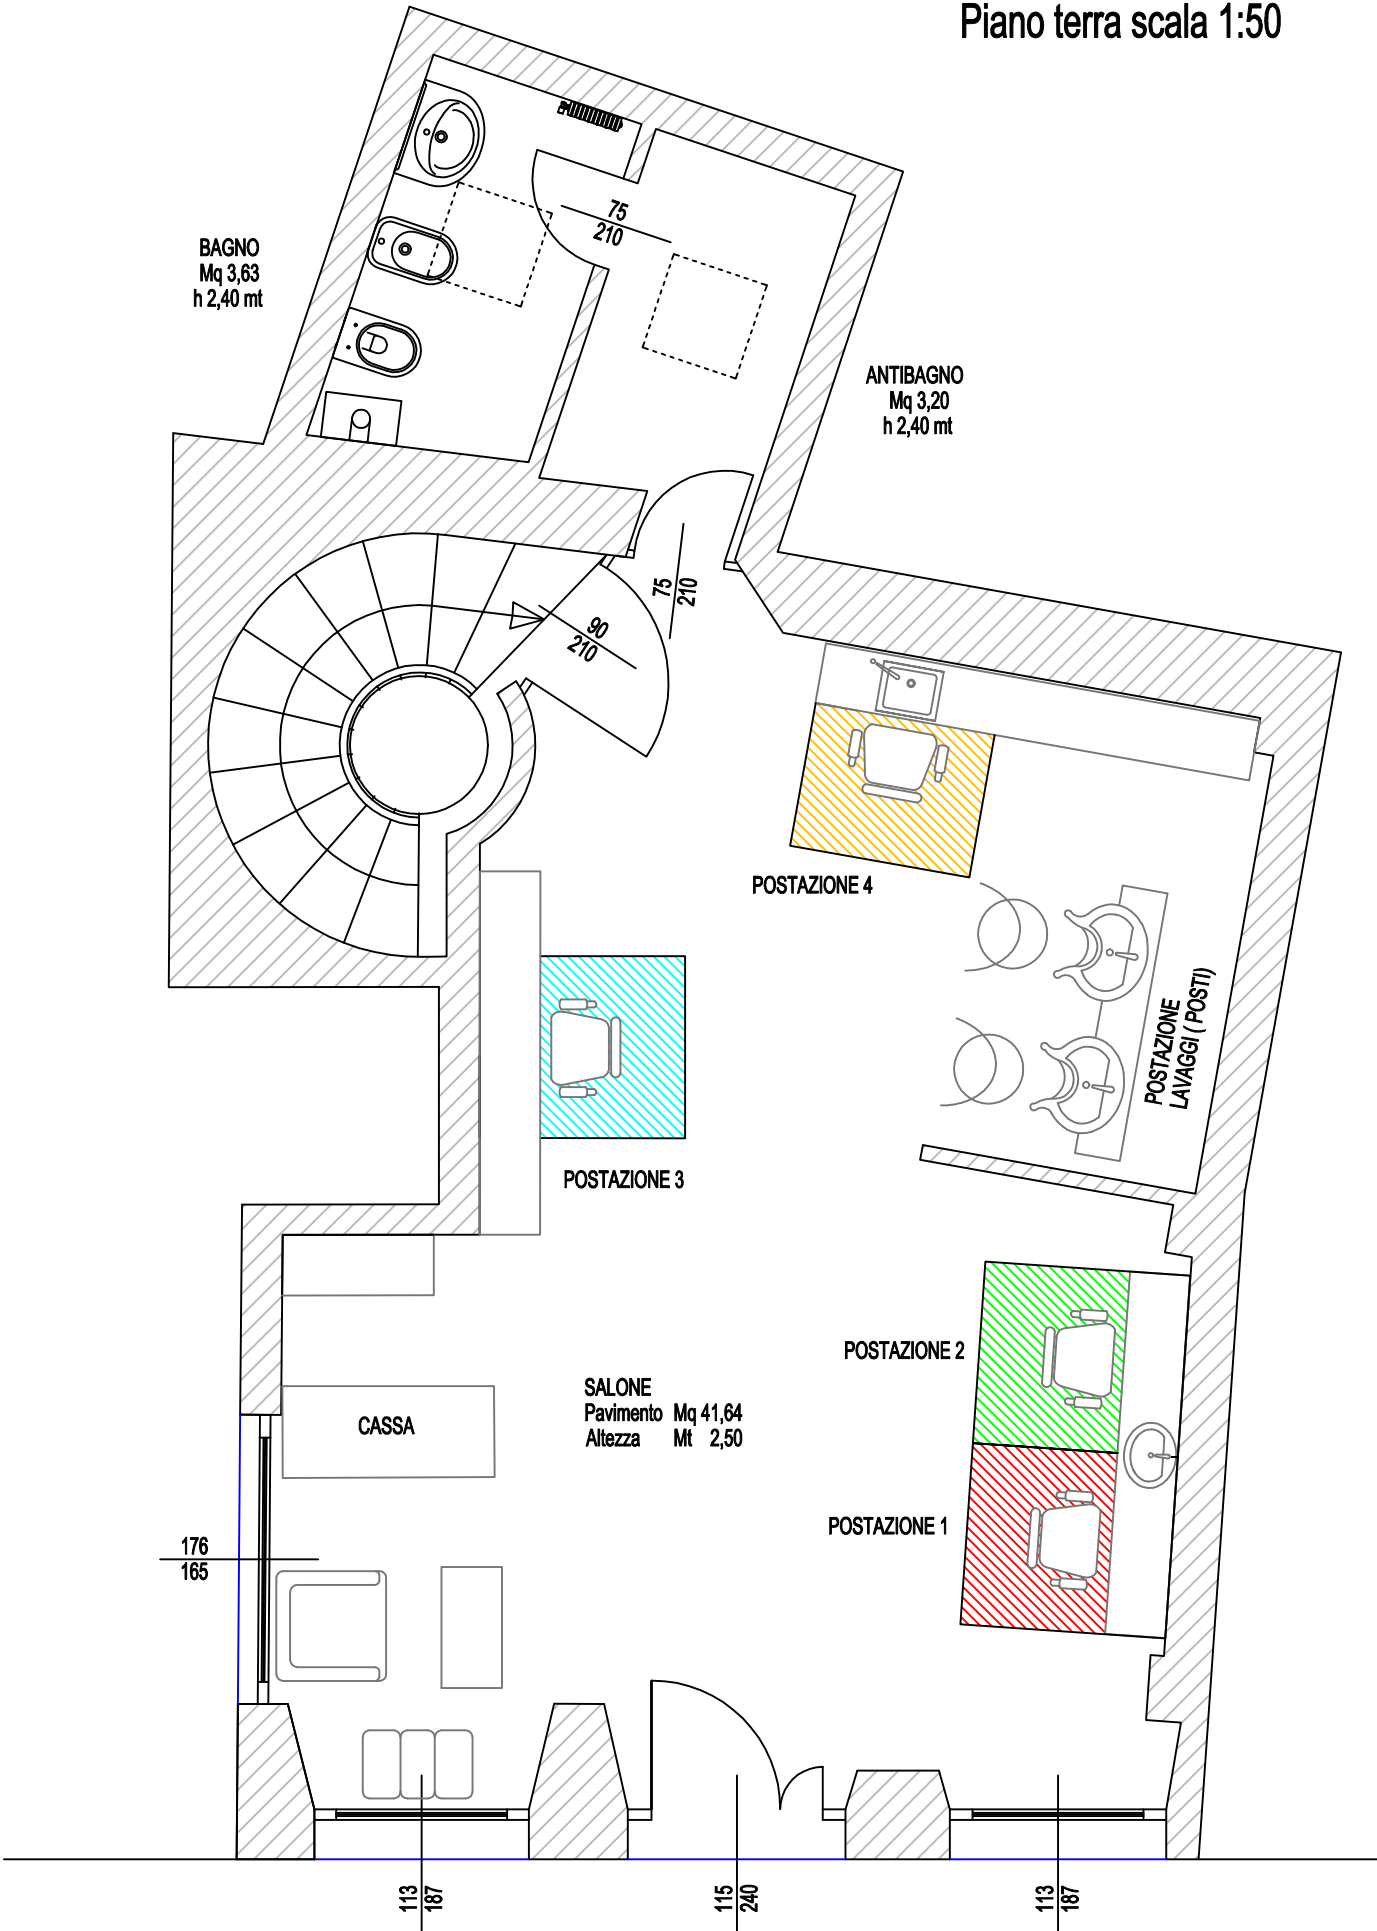 Piano terra scala 1:50
75
210
BAGNO
Mq 3,63
h 2,40 mt
ANTIBAGNO
Mq 3,20
h 2,40 mt
75
210
90
210
POSTAZIONE 4
POSTAZIONE
LAVAGGI ( POSTI)
POSTAZIONE 3
POSTAZIONE 2
SALONE
Pavimento Mq 41,64
Altezza Mt 2,50
CASSA
POSTAZIONE 1
176
165
113
187
115
240
113
187